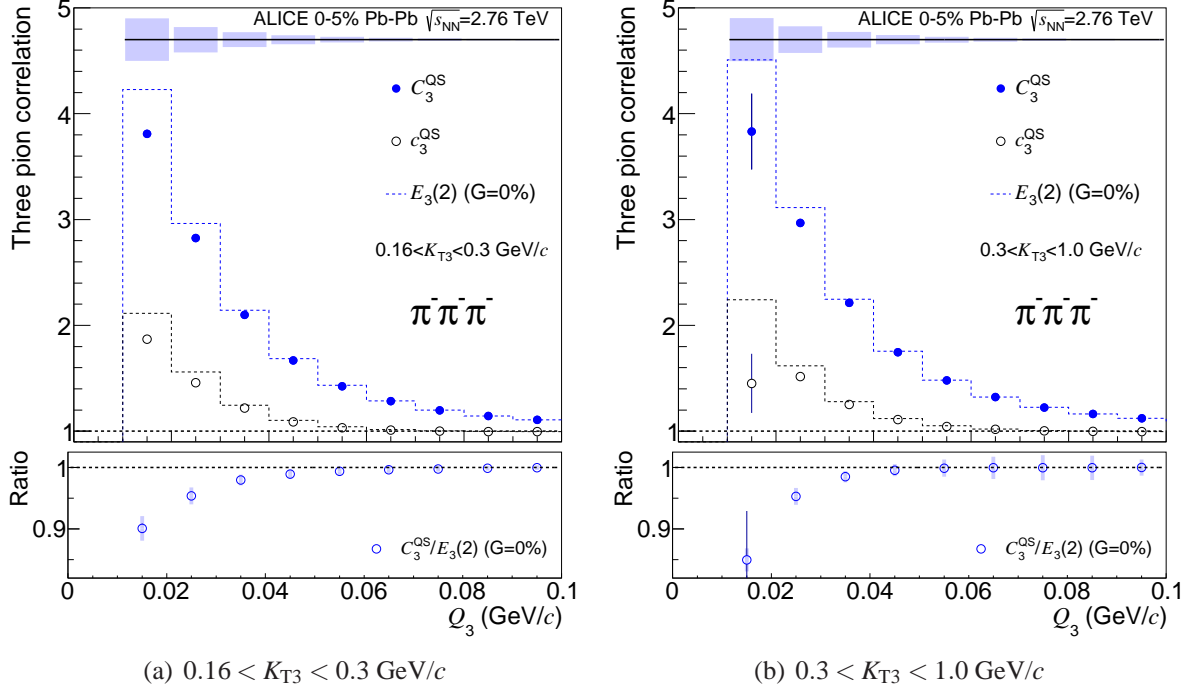 ALICE 0-5% Pb-Pb √sNN=2.76 TeV
Three pion correlation
5
4
3
2
1
C3QS
c3QS
E3(2) (G=0%)
0.16<KT3<0.3 GeV/c
π-π-π-
Ratio
1
0.9
C3QS/E3(2) (G=0%)
0 0.02 0.04 0.06 0.08 0.1
Q3 (GeV/c)
(a) 0.16 < KT3 < 0.3 GeV/c
ALICE 0-5% Pb-Pb √sNN=2.76 TeV
Three pion correlation
5
4
3
2
1
C3QS
c3QS
E3(2) (G=0%)
0.3<KT3<1.0 GeV/c
π-π-π-
Ratio
1
0.9
C3QS/E3(2) (G=0%)
0 0.02 0.04 0.06 0.08 0.1
Q3 (GeV/c)
(b) 0.3 < KT3 < 1.0 GeV/c